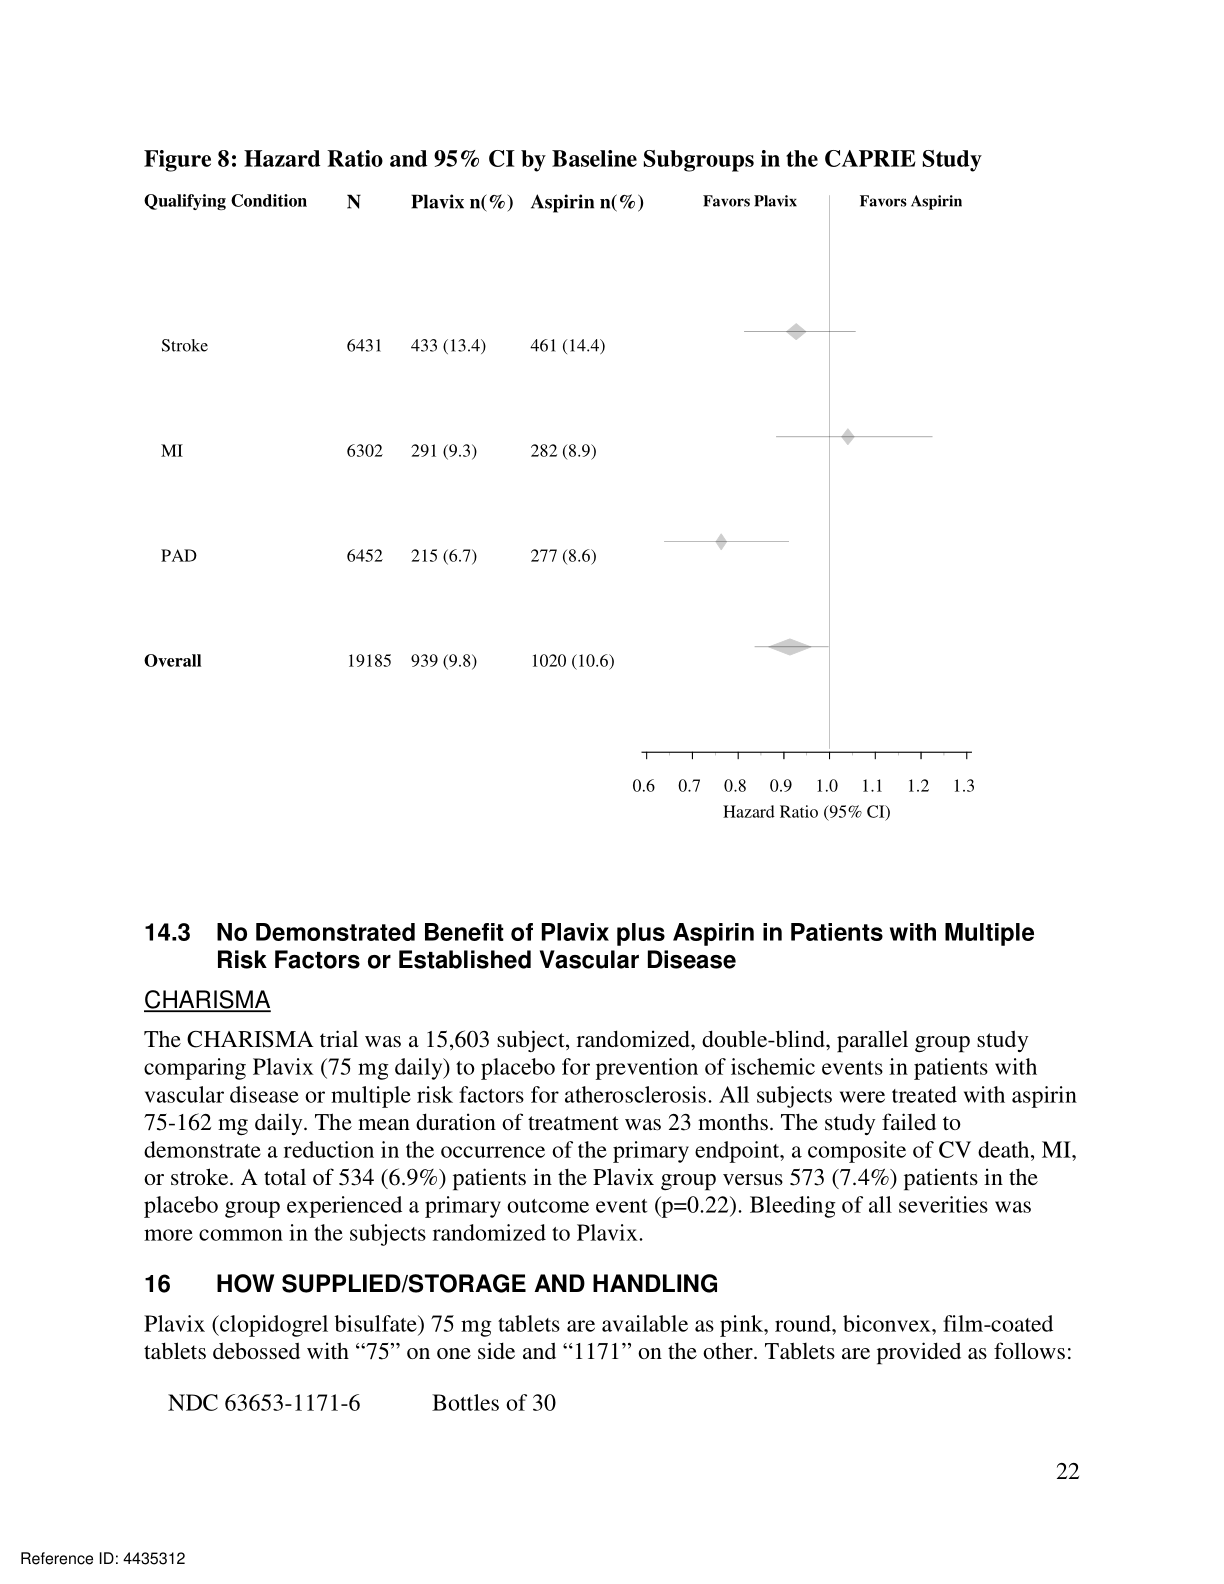 Figure 8: Hazard Ratio and 95% CI by Baseline Subgroups in the CAPRIE Study
Qualifying Condition N Plavix n(%) Aspirin n(%) Favors Plavix Favors Aspirin
Stroke 6431 433 (13.4) 461 (14.4)
MI 6302 291 (9.3) 282 (8.9)
PAD 6452 215 (6.7) 277 (8.6)
Overall 19185 939 (9.8) 1020 (10.6)
0.6 0.7 0.8 0.9 1.0 1.1 1.2 1.3
Hazard Ratio (95% CI)
14.3 No Demonstrated Benefit of Plavix plus Aspirin in Patients with Multiple
Risk Factors or Established Vascular Disease
CHARISMA
The CHARISMA trial was a 15,603 subject, randomized, double-blind, parallel group study
comparing Plavix (75 mg daily) to placebo for prevention of ischemic events in patients with
vascular disease or multiple risk factors for atherosclerosis. All subjects were treated with aspirin
75-162 mg daily. The mean duration of treatment was 23 months. The study failed to
demonstrate a reduction in the occurrence of the primary endpoint, a composite of CV death, MI,
or stroke. A total of 534 (6.9%) patients in the Plavix group versus 573 (7.4%) patients in the
placebo group experienced a primary outcome event (p=0.22). Bleeding of all severities was
more common in the subjects randomized to Plavix.
16 HOW SUPPLIED/STORAGE AND HANDLING
Plavix (clopidogrel bisulfate) 75 mg tablets are available as pink, round, biconvex, film-coated
tablets debossed with “75” on one side and “1171” on the other. Tablets are provided as follows:
NDC 63653-1171-6 Bottles of 30
22
Reference ID: 4435312